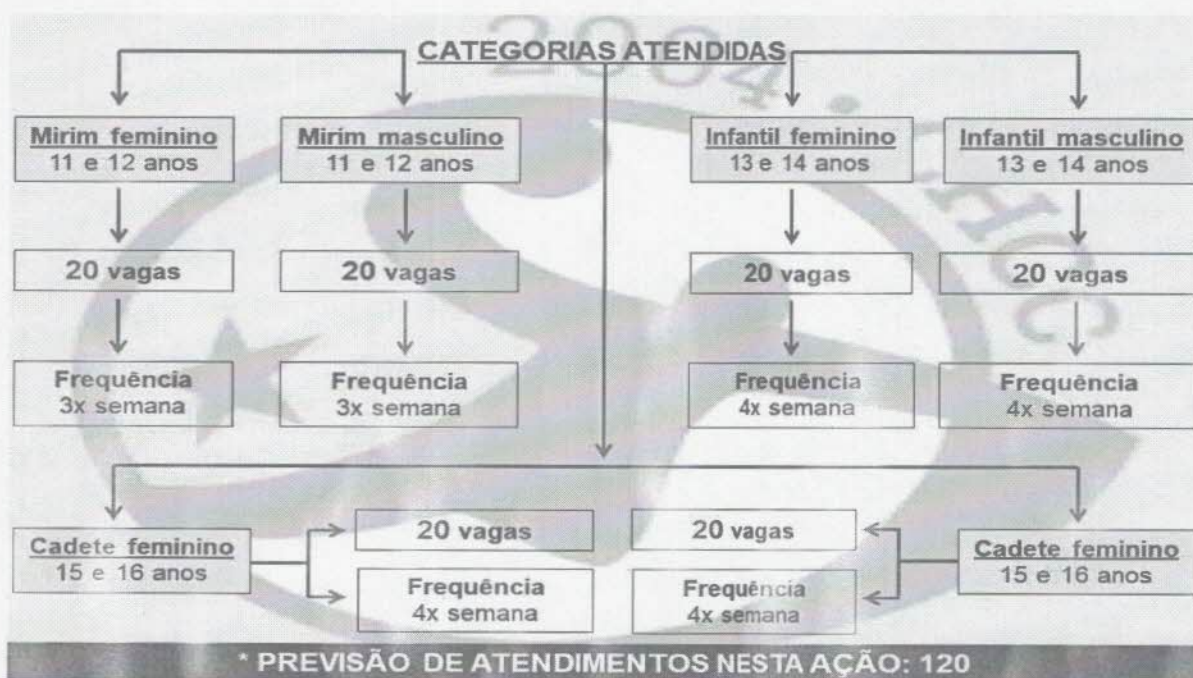 CATEGORIAS ATENDIDAS
2004 • AHCC
Mirim feminino
11 e 12 anos
Mirim masculino
11 e 12 anos
Infantil feminino
13 e 14 anos
Infantil masculino
13 e 14 anos
20 vagas
20 vagas
20 vagas
20 vagas
Frequência
3x semana
Frequência
3x semana
Frequência
4x semana
Frequência
4x semana
Cadete feminino
15 e 16 anos
20 vagas
20 vagas
Cadete feminino
15 e 16 anos
Frequência
4x semana
Frequência
4x semana
* PREVISÃO DE ATENDIMENTOS NESTA AÇÃO: 120